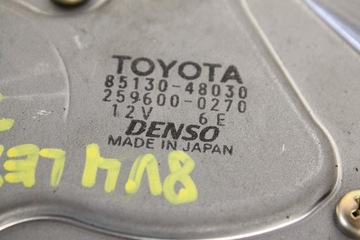 TOYOTA
85130-48030
259600-0270
12V 6E
DENSO
MADE IN JAPAN